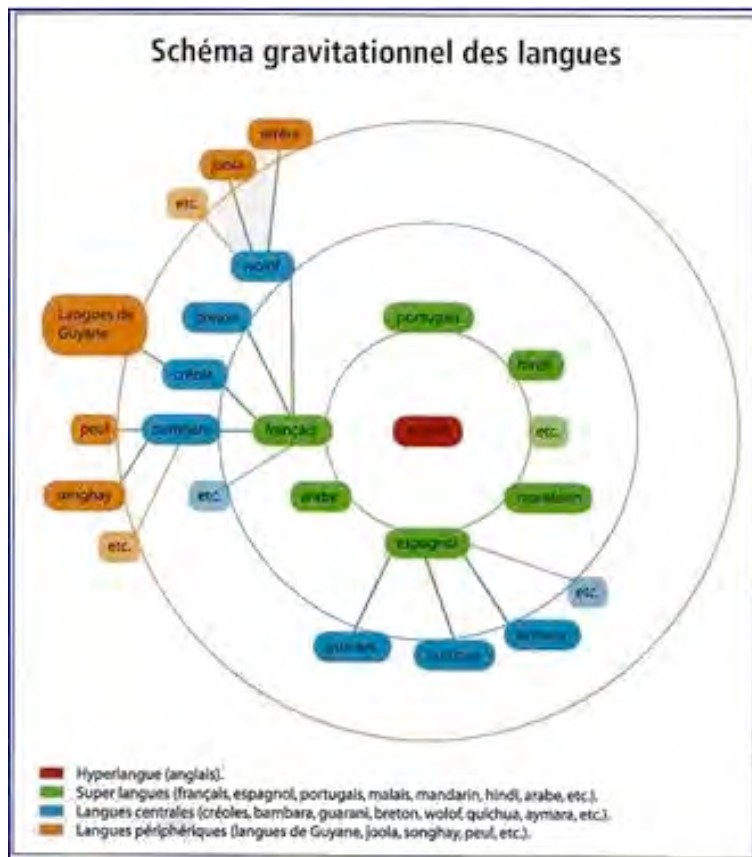 Schéma gravitationnel des langues
joola
etc.
wolof
Langues de
Guyane
breton
portugais
créole
hindi
peul
bambara
français
anglais
etc.
songhay
etc.
arabe
mandarin
etc.
espagnol
etc.
guarani
quichua
aymara
Hyperlangue (anglais).
Super langues (français, espagnol, portugais, malais, mandarin, hindi, arabe, etc.).
Langues centrales (créoles, bambara, guarani, breton, wolof, quichua, aymara, etc.).
Langues périphériques (langues de Guyane, joola, songhay, peul, etc.).